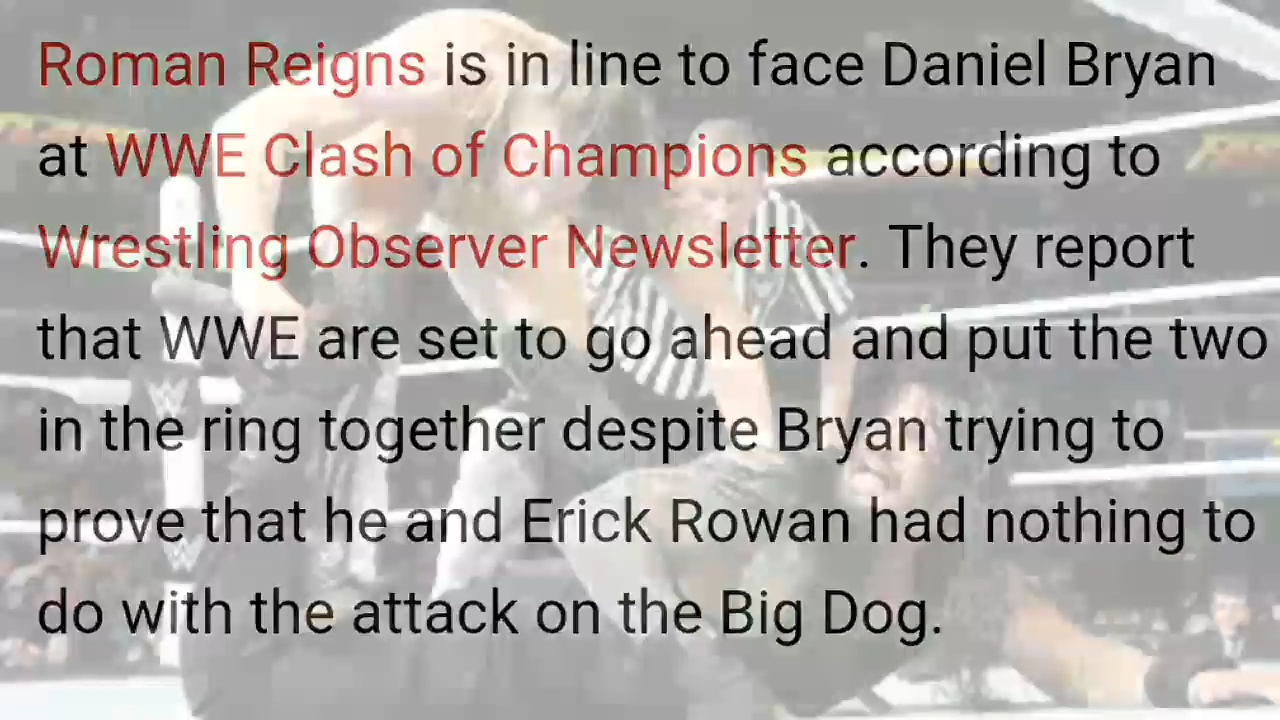 Roman Reigns is in line to face Daniel Bryan
at WWE Clash of Champions according to
Wrestling Observer Newsletter. They report
that WWE are set to go ahead and put the two
in the ring together despite Bryan trying to
prove that he and Erick Rowan had nothing to
do with the attack on the Big Dog.